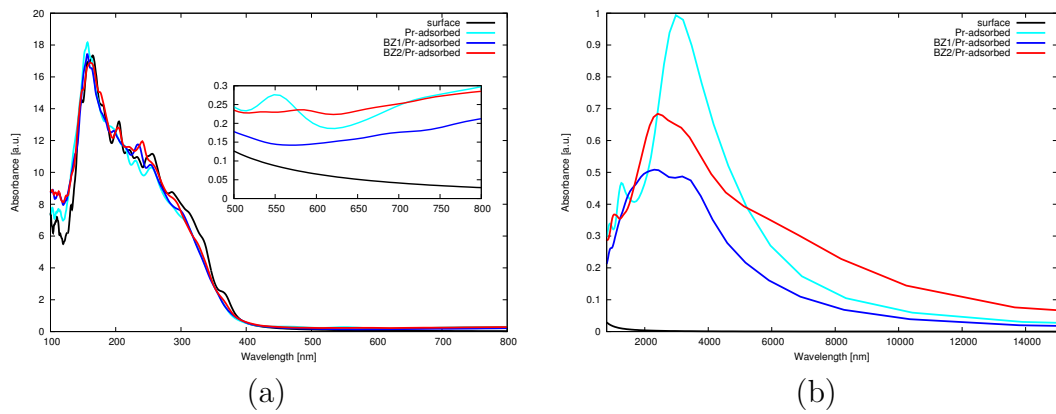 surface
Pr-adsorbed
BZ1/Pr-adsorbed
BZ2/Pr-adsorbed
Absorbance [a.u.]
20
18
16
14
12
10
8
6
4
2
0
100 200 300 400 500 600 700 800
Wavelength [nm]
0.3
0.25
0.2
0.15
0.1
0.05
0
500 550 600 650 700 750 800
(a)
surface
Pr-adsorbed
BZ1/Pr-adsorbed
BZ2/Pr-adsorbed
Absorbance [a.u.]
1
0.9
0.8
0.7
0.6
0.5
0.4
0.3
0.2
0.1
0
2000 4000 6000 8000 10000 12000 14000
Wavelength [nm]
(b)